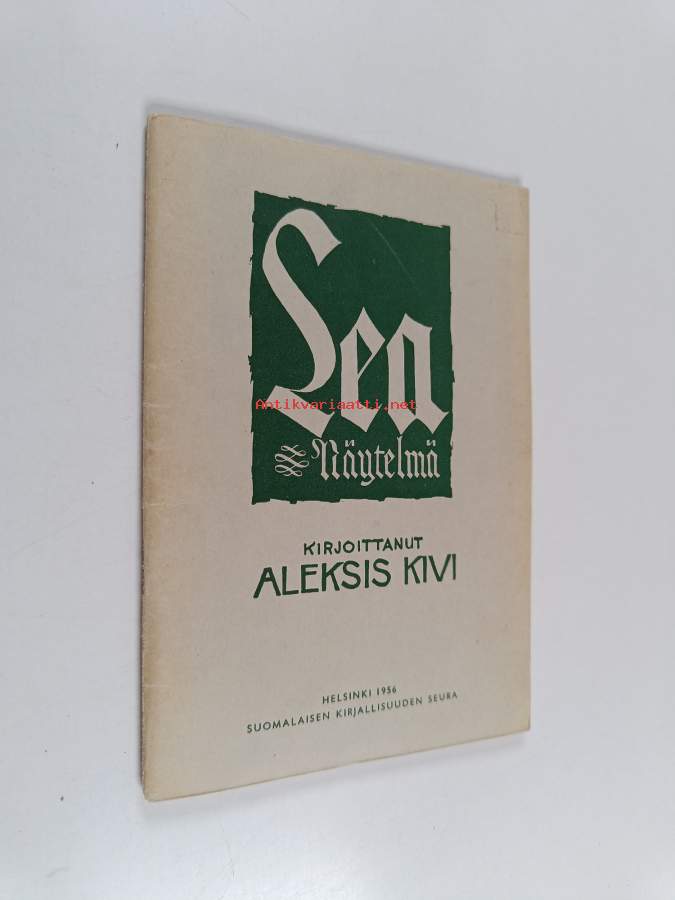 Lea
Antikvariaatti.net
Näytelmä
KIRJOITTANUT
ALEKSIS KIVI
HELSINKI 1956
SUOMALAISEN KIRJALLISUUDEN SEURA